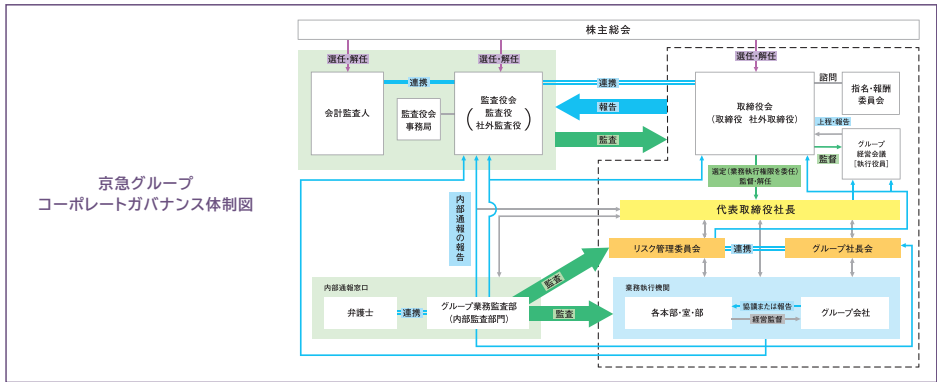 京急グループ
コーポレートガバナンス体制図
株主総会
選任・解任
選任・解任
選任・解任
会計監査人
連携
監査役会
事務局
監査役会
監査役
社外監査役
連携
報告
監査
取締役会
(取締役 社外取締役)
諮問
指名・報酬
委員会
上程・報告
監督
グループ
経営会議
[執行役員]
選定(業務執行権限を委任)
監督・解任
代表取締役社長
内部通報の報告
リスク管理委員会
連携
グループ社長会
監査
内部通報窓口
弁護士
連携
グループ業務監査部
(内部監査部門)
監査
業務執行機関
各本部・室・部
協議または報告
経営監督
グループ会社